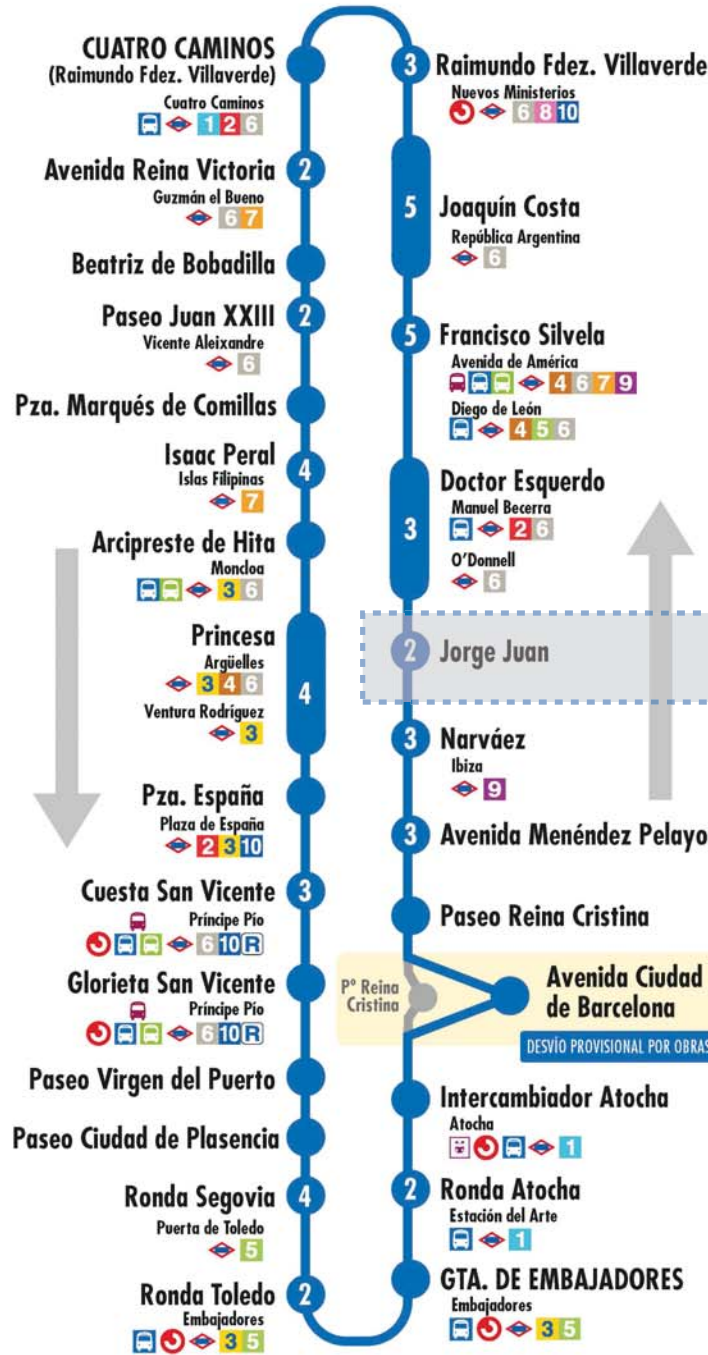 CUATRO CAMINOS
(Raimundo Fdez. Villaverde)
Cuatro Caminos
1 2 6
Avenida Reina Victoria
2
Guzmán el Bueno
6 7
Beatriz de Bobadilla
Paseo Juan XXIII
2
Vicente Aleixandre
6
Pza. Marqués de Comillas
Isaac Peral
4
Islas Filipinas
7
Arcipreste de Hita
Moncloa
3 6
Princesa
4
Argüelles
3 4 6
Ventura Rodríguez
3
Pza. España
Plaza de España
2 3 10
Cuesta San Vicente
3
Príncipe Pío
6 10 R
Glorieta San Vicente
Príncipe Pío
6 10 R
Paseo Virgen del Puerto
Paseo Ciudad de Plasencia
Ronda Segovia
4
Puerta de Toledo
5
Ronda Toledo
2
Embajadores
3 5
3
Raimundo Fdez. Villaverde
Nuevos Ministerios
6 8 10
5
Joaquín Costa
República Argentina
6
5
Francisco Silvela
Avenida de América
4 6 7 9
Diego de León
4 5 6
3
Doctor Esquerdo
Manuel Becerra
2 6
O'Donnell
6
2
Jorge Juan
3
Narváez
Ibiza
9
3
Avenida Menéndez Pelayo
Paseo Reina Cristina
Pº Reina
Cristina
Avenida Ciudad
de Barcelona
DESVÍO PROVISIONAL POR OBRAS
Intercambiador Atocha
Atocha
1
2
Ronda Atocha
Estación del Arte
1
GTA. DE EMBAJADORES
Embajadores
3 5